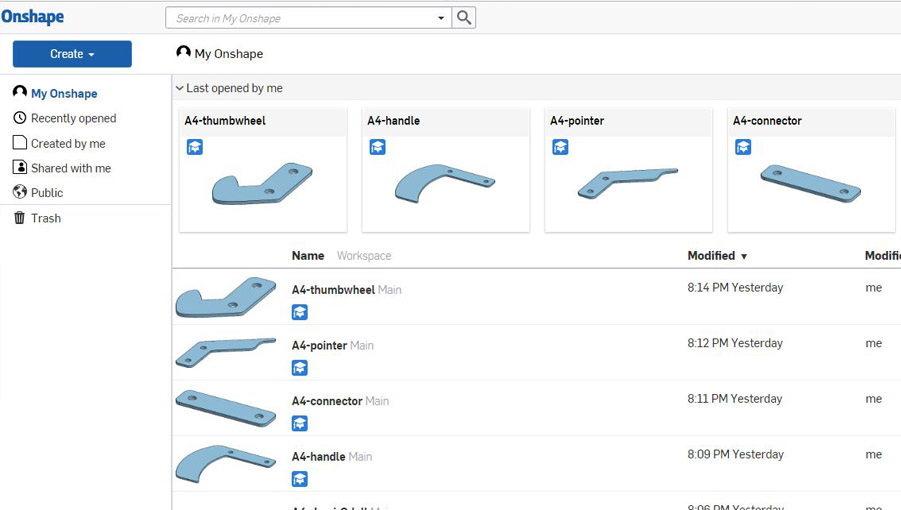 Onshape
Search in My Onshape
Create
My Onshape
My Onshape
Recently opened
Created by me
Shared with me
Public
Trash
Last opened by me
A4-thumbwheel A4-handle A4-pointer A4-connector
Name Workspace Modified Modifi
A4-thumbwheel Main 8:14 PM Yesterday me
A4-pointer Main 8:12 PM Yesterday me
A4-connector Main 8:11 PM Yesterday me
A4-handle Main 8:09 PM Yesterday me
8:06 PM Yesterday me